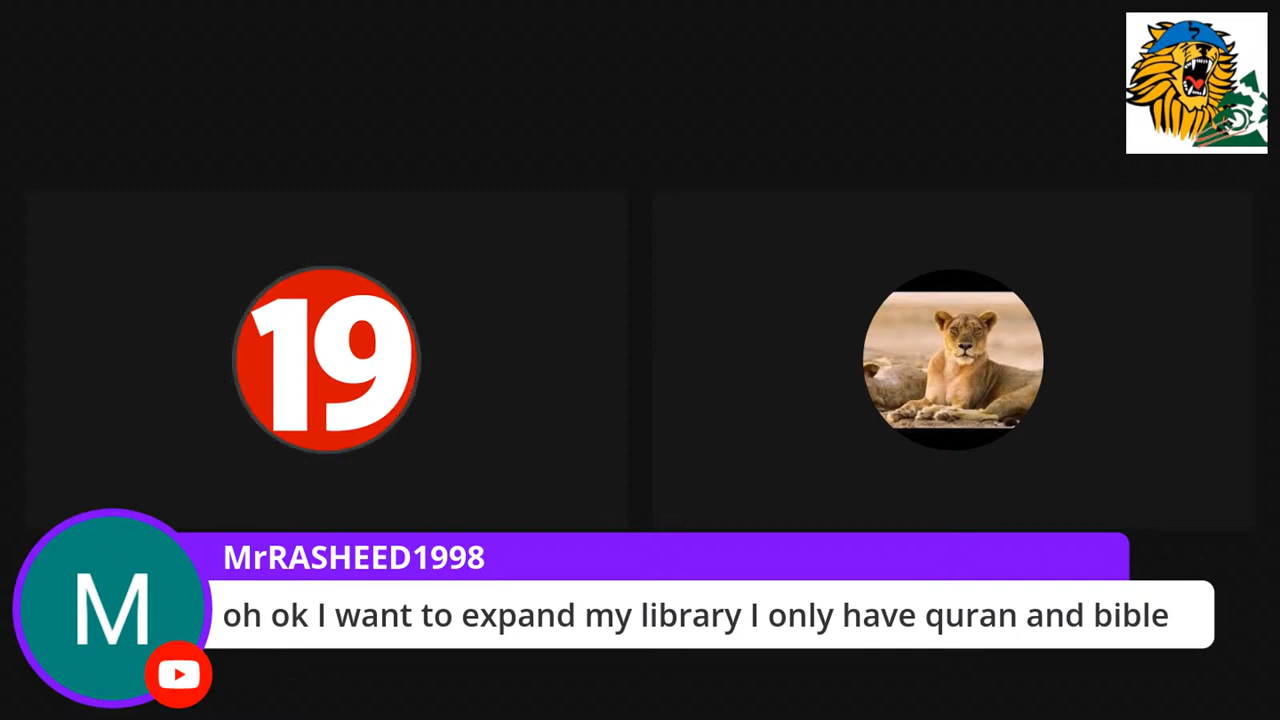 19
MrRASHEED1998
M
oh ok I want to expand my library I only have quran and bible